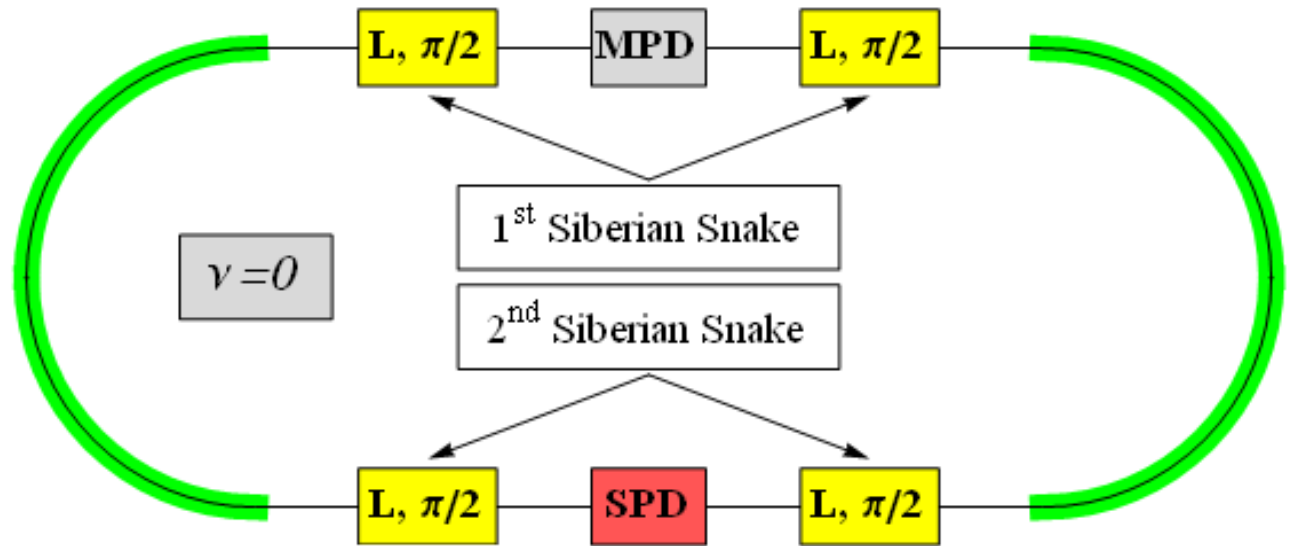 L, π/2 MPD L, π/2
1st Siberian Snake
ν=0
2nd Siberian Snake
L, π/2 SPD L, π/2